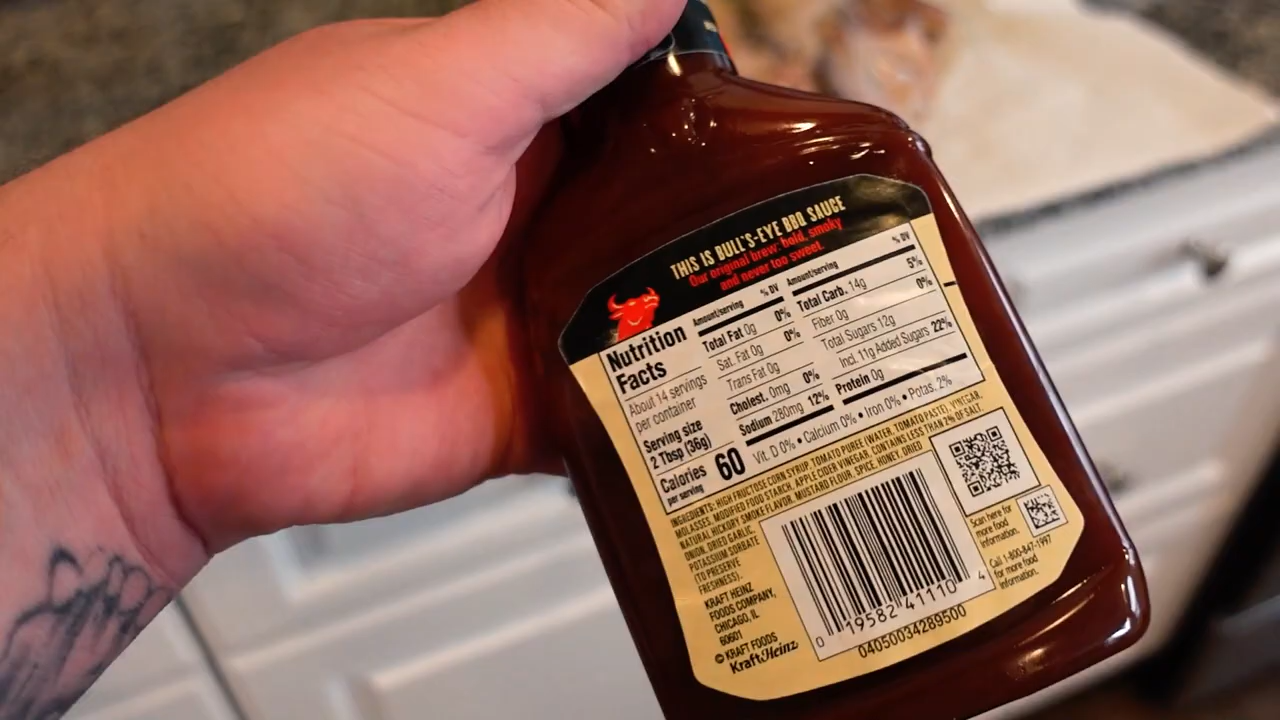 THIS IS BULL'S-EYE BBQ SAUCE
Our original brew: bold, smoky
and never too sweet.
Nutrition
Facts
About 14 servings
per container
Serving size
2 Tbsp (36g)
Calories 60
per serving
Amount/serving % DV
Total Fat 0g 0%
Sat. Fat 0g 0%
Trans Fat 0g
Cholest. 0mg 0%
Sodium 280mg 12%
Amount/serving % DV
Total Carb. 14g 5%
Fiber 0g 0%
Total Sugars 12g
Incl. 11g Added Sugars 22%
Protein 0g
Vit. D 0% • Calcium 0% • Iron 0% • Potas. 2%
INGREDIENTS: HIGH FRUCTOSE CORN SYRUP, TOMATO PUREE (WATER, TOMATO PASTE), VINEGAR,
MOLASSES, MODIFIED FOOD STARCH, APPLE CIDER VINEGAR, CONTAINS LESS THAN 2% OF SALT,
NATURAL HICKORY SMOKE FLAVOR, MUSTARD FLOUR, SPICE, HONEY, DRIED
ONION, DRIED GARLIC,
POTASSIUM SORBATE
(TO PRESERVE
FRESHNESS).
KRAFT HEINZ
FOODS COMPANY,
CHICAGO, IL
60601
© KRAFT FOODS
KraftHeinz
0 19582 41110 4
04050034289500
Scan here for
more food
information.
Call 1-800-847-1997
for more food
information.